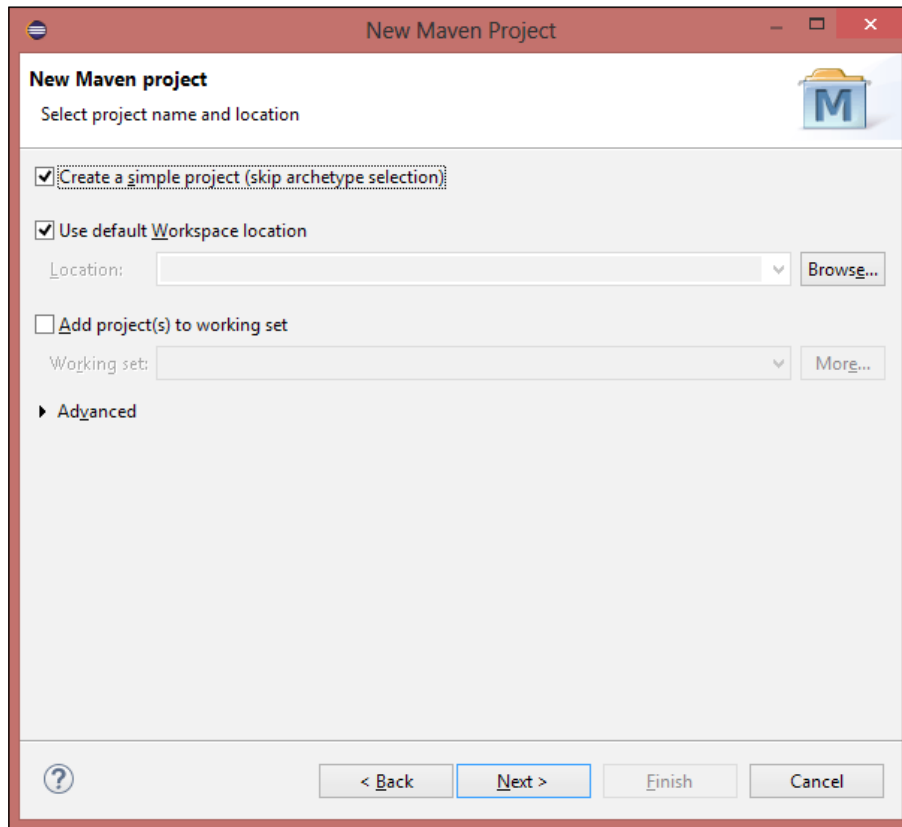 New Maven Project
New Maven project
Select project name and location
M
Create a simple project (skip archetype selection)
Use default Workspace location
Location:
Browse...
Add project(s) to working set
Working set:
More...
Advanced
?
< Back
Next >
Finish
Cancel